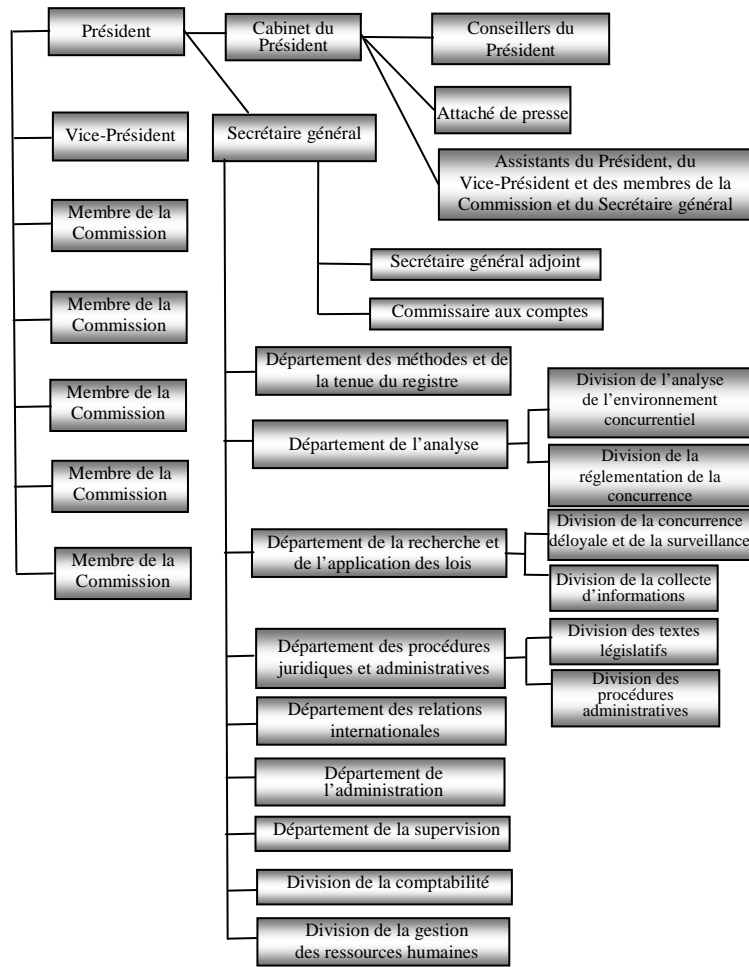 Président
Cabinet du
Président
Conseillers du
Président
Attaché de presse
Vice-Président
Secrétaire général
Assistants du Président, du
Vice-Président et des membres de la
Commission et du Secrétaire général
Membre de la
Commission
Secrétaire général adjoint
Membre de la
Commission
Commissaire aux comptes
Département des méthodes et de
la tenue du registre
Membre de la
Commission
Division de l’analyse
de l’environnement
concurrentiel
Département de l’analyse
Membre de la
Commission
Division de la
réglementation de la
concurrence
Membre de la
Commission
Département de la recherche et
de l’application des lois
Division de la concurrence
déloyale et de la surveillance
Division de la collecte
d’informations
Département des procédures
juridiques et administratives
Division des textes
législatifs
Division des
procédures
administratives
Département des relations
internationales
Département de
l’administration
Département de la supervision
Division de la comptabilité
Division de la gestion
des ressources humaines